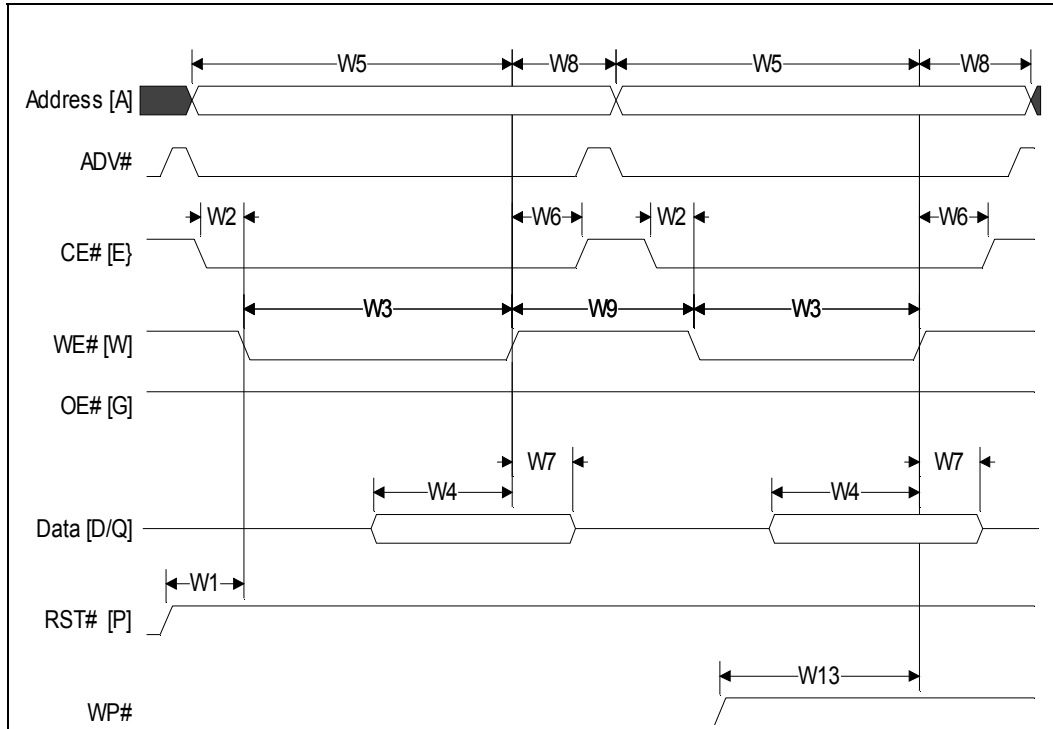 W5 W8 W5 W8
Address [A]
ADV#
W2 W6 W2 W6
CE# [E}
W3 W9 W3
WE# [W]
OE# [G]
W7 W7
W4 W4
Data [D/Q]
W1
RST# [P]
W13
WP#